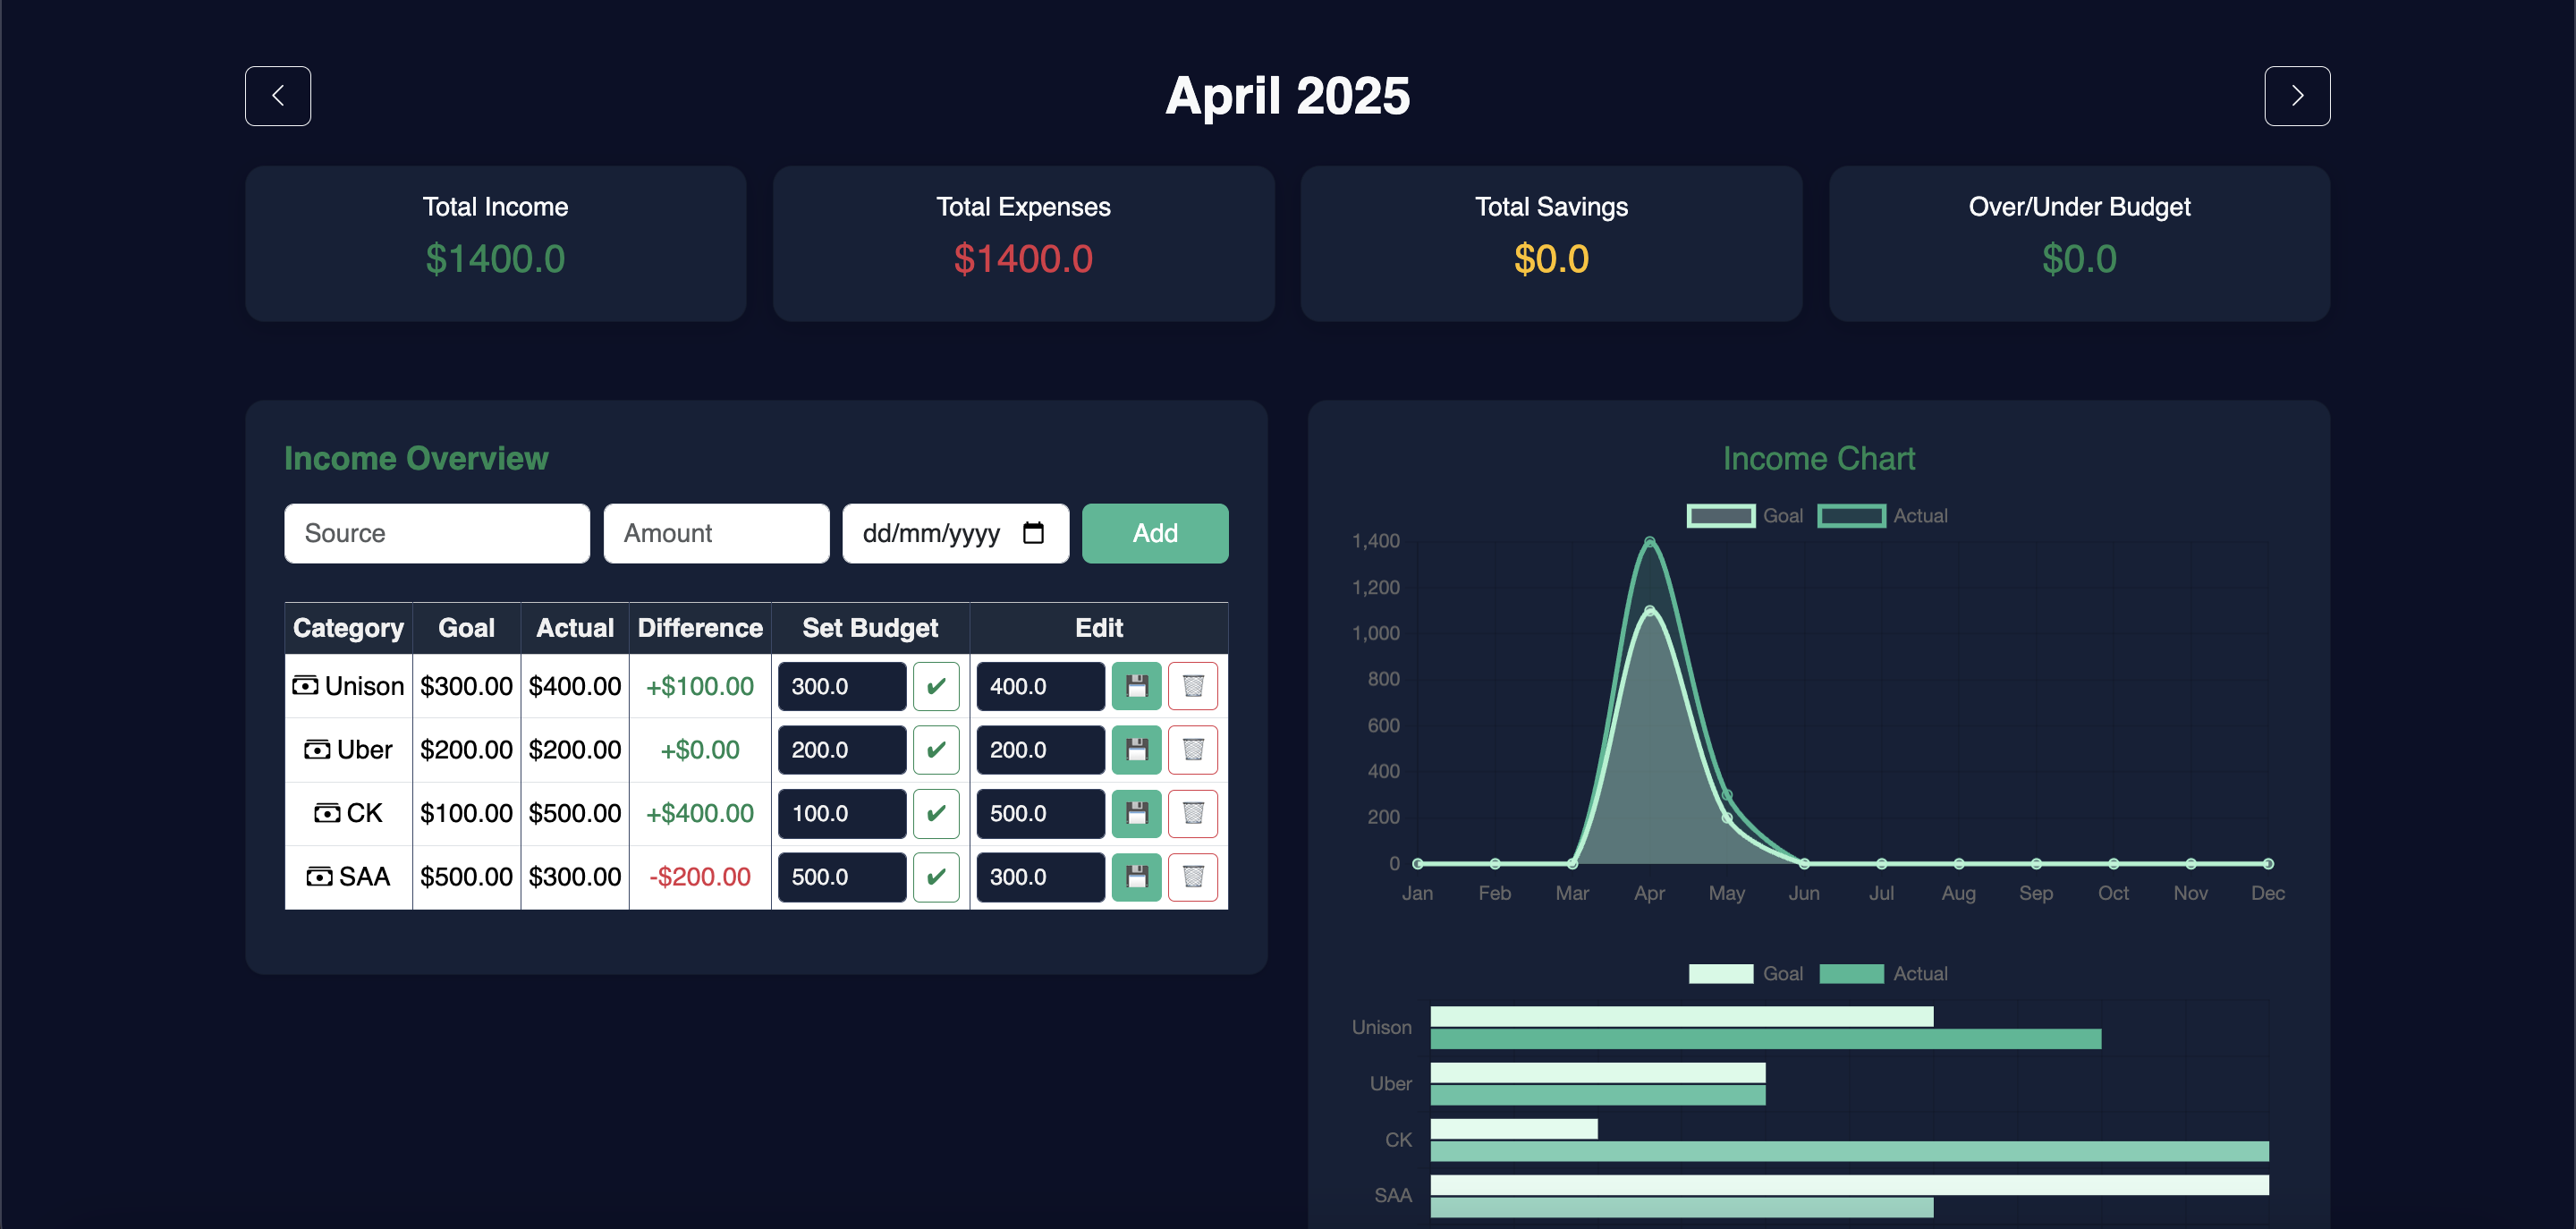 April 2025
Total Income
$1400.0
Total Expenses
$1400.0
Total Savings
$0.0
Over/Under Budget
$0.0
Income Overview
Source Amount dd/mm/yyyy Add
Category Goal Actual Difference Set Budget Edit
Unison $300.00 $400.00 +$100.00 300.0 400.0
Uber $200.00 $200.00 +$0.00 200.0 200.0
CK $100.00 $500.00 +$400.00 100.0 500.0
SAA $500.00 $300.00 -$200.00 500.0 300.0
Income Chart
Goal Actual
1,400
1,200
1,000
800
600
400
200
0
Jan Feb Mar Apr May Jun Jul Aug Sep Oct Nov Dec
Goal Actual
Unison
Uber
CK
SAA